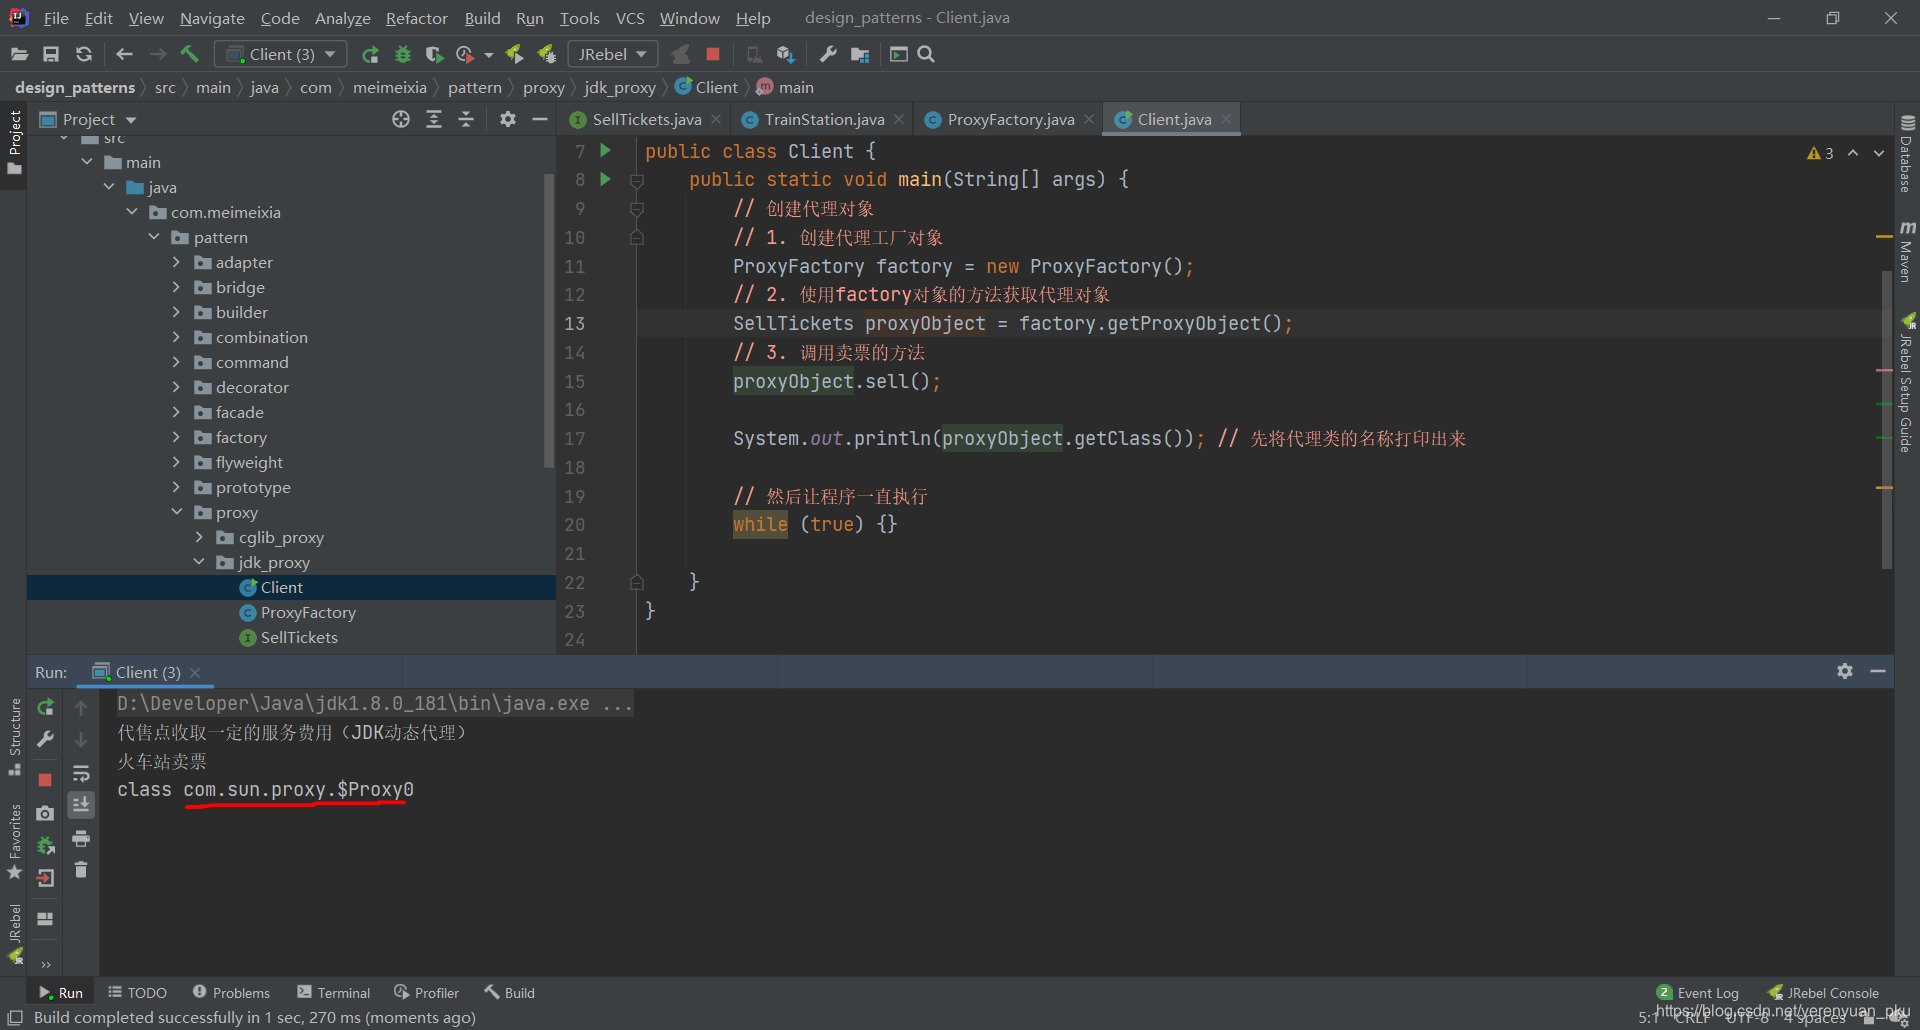 File Edit View Navigate Code Analyze Refactor Build Run Tools VCS Window Help design_patterns - Client.java
Client (3) JRebel
design_patterns src main java com meimeixia pattern proxy jdk_proxy Client main
Project
SellTickets.java TrainStation.java ProxyFactory.java Client.java
src
main
java
com.meimeixia
pattern
adapter
bridge
builder
combination
command
decorator
facade
factory
flyweight
prototype
proxy
cglib_proxy
jdk_proxy
Client
ProxyFactory
SellTickets
7 public class Client {
8 public static void main(String[] args) {
9 // 创建代理对象
10 // 1. 创建代理工厂对象
11 ProxyFactory factory = new ProxyFactory();
12 // 2. 使用factory对象的方法获取代理对象
13 SellTickets proxyObject = factory.getProxyObject();
14 // 3. 调用卖票的方法
15 proxyObject.sell();
16
17 System.out.println(proxyObject.getClass()); // 先将代理类的名称打印出来
18
19 // 然后让程序一直执行
20 while (true) {}
21
22 }
23 }
24
3
Project
Structure
Favorites
JRebel
Database
Maven
JRebel Setup Guide
Run: Client (3)
D:\Developer\Java\jdk1.8.0_181\bin\java.exe ...
代售点收取一定的服务费用（JDK动态代理）
火车站卖票
class com.sun.proxy.$Proxy0
Run TODO Problems Terminal Profiler Build 2 Event Log JRebel Console
Build completed successfully in 1 sec, 270 ms (moments ago) 5:1 CRLF UTF-8 4 spaces
https://blog.csdn.net/yerenyuan_pku